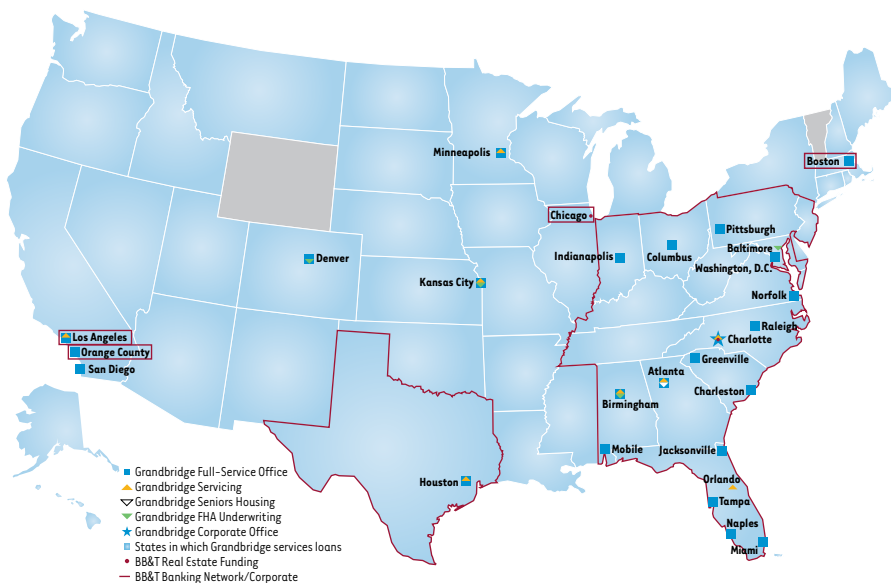 Minneapolis
Boston
Chicago
Pittsburgh
Baltimore
Washington, D.C.
Indianapolis
Columbus
Denver
Kansas City
Norfolk
Raleigh
Charlotte
Los Angeles
Orange County
San Diego
Greenville
Atlanta
Birmingham
Charleston
Mobile
Jacksonville
Houston
Orlando
Tampa
Naples
Miami
Grandbridge Full-Service Office
Grandbridge Servicing
Grandbridge Seniors Housing
Grandbridge FHA Underwriting
Grandbridge Corporate Office
States in which Grandbridge services loans
BB&T Real Estate Funding
BB&T Banking Network/Corporate